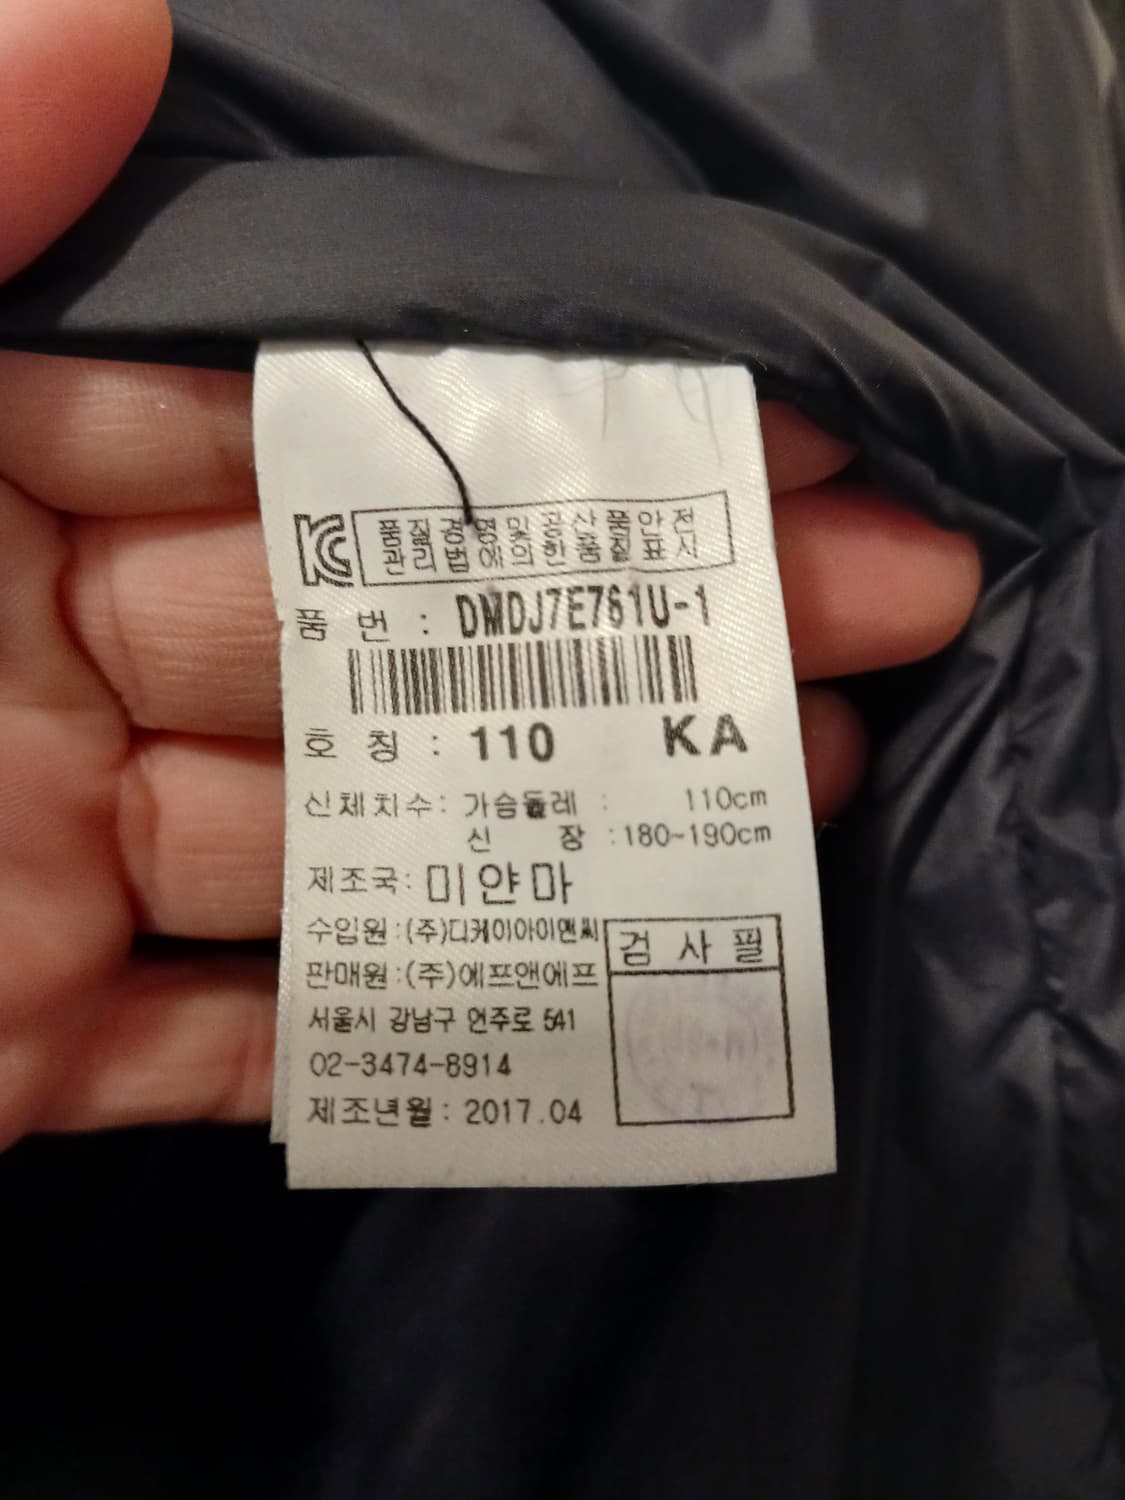 KC 품질경영및공산품안전
관리법에의한품질표시
품 번 : DMDJ7E761U-1
호 칭 : 110 KA
신체치수: 가슴둘레 : 110cm
신 장 :180~190cm
제조국: 미얀마
수입원:(주)디케이아이앤씨
판매원:(주)에프앤에프
서울시 강남구 언주로 541
02-3474-8914
제조년월: 2017.04
검 사 필